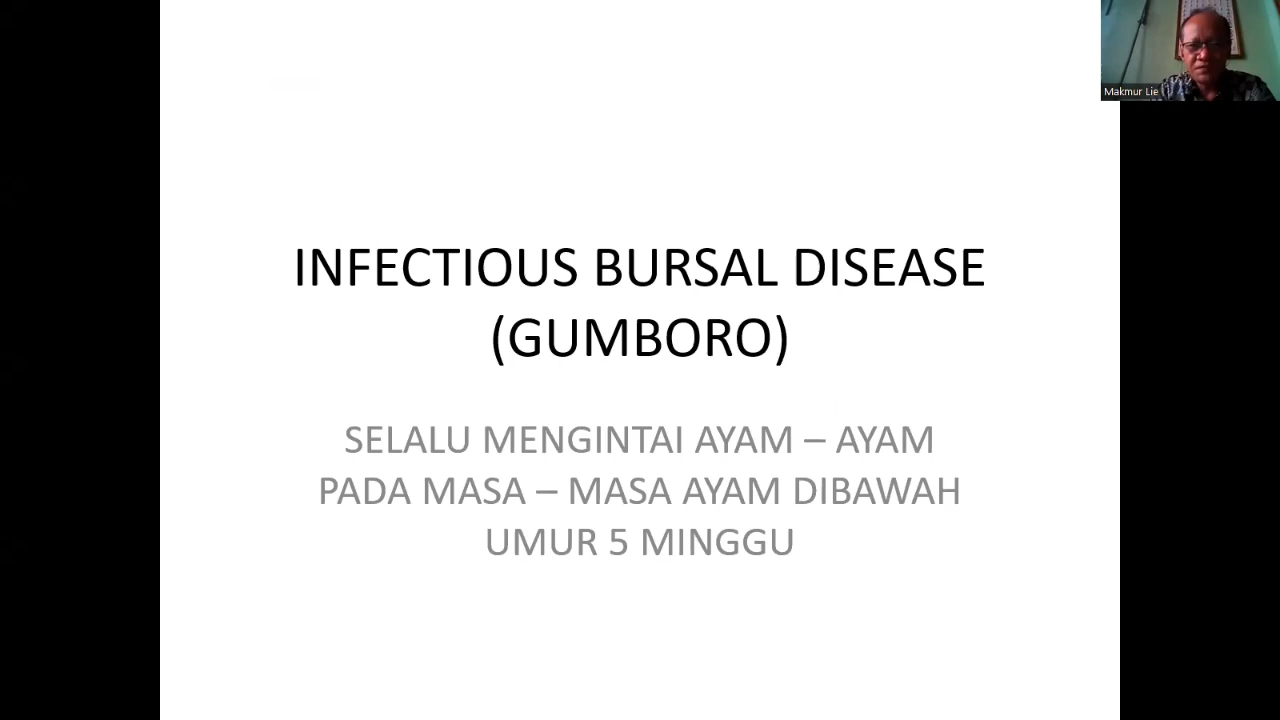 Makmur Lie
INFECTIOUS BURSAL DISEASE
(GUMBORO)
SELALU MENGINTAI AYAM – AYAM
PADA MASA – MASA AYAM DIBAWAH
UMUR 5 MINGGU